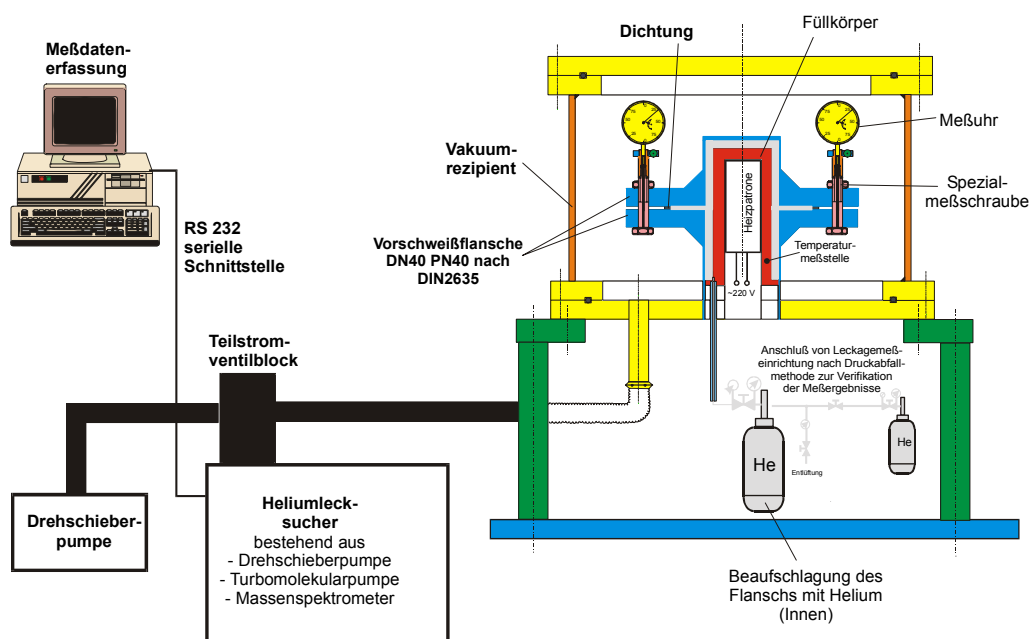 Meßdaten-
erfassung
Dichtung
Füllkörper
Meßuhr
Vakuum-
rezipient
Spezial-
meßschraube
Heizpatrone
RS 232
serielle
Schnittstelle
Vorschweißflansche
DN40 PN40 nach
DIN2635
Temperatur-
meßstelle
~220 V
Teilstrom-
ventilblock
Anschluß von Leckagemeß-
einrichtung nach Druckabfall-
methode zur Verifikation
der Meßergebnisse
He
He
Entlüftung
Drehschieber-
pumpe
Heliumleck-
sucher
bestehend aus
- Drehschieberpumpe
- Turbomolekularpumpe
- Massenspektrometer
Beaufschlagung des
Flanschs mit Helium
(Innen)